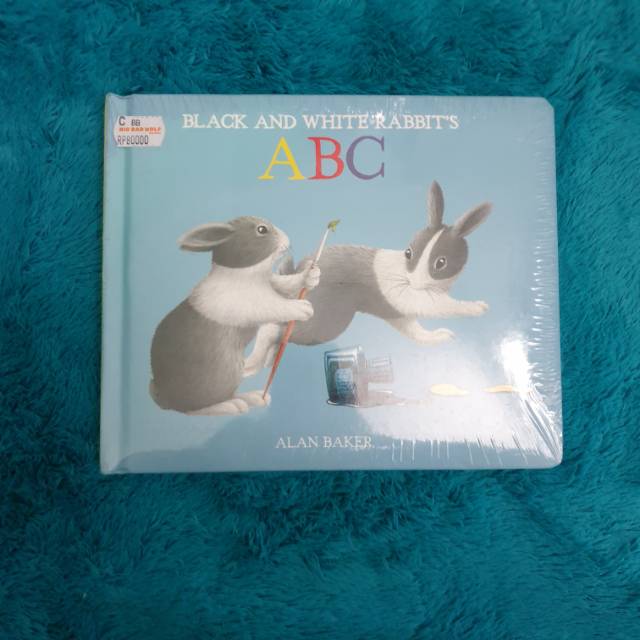 C BB
BIG BAD WOLF
RP80000
BLACK AND WHITE RABBIT'S
ABC
ALAN BAKER